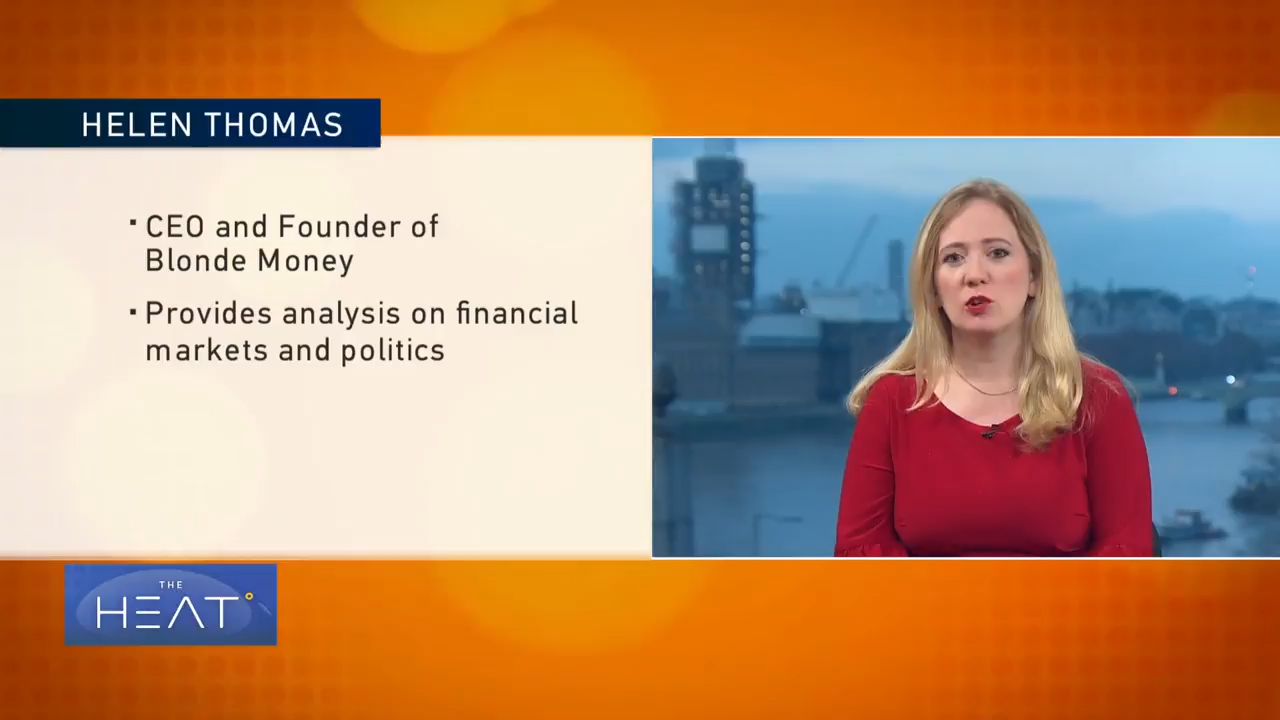 HELEN THOMAS
▪ CEO and Founder of
Blonde Money
▪ Provides analysis on financial
markets and politics
THE
HEAT